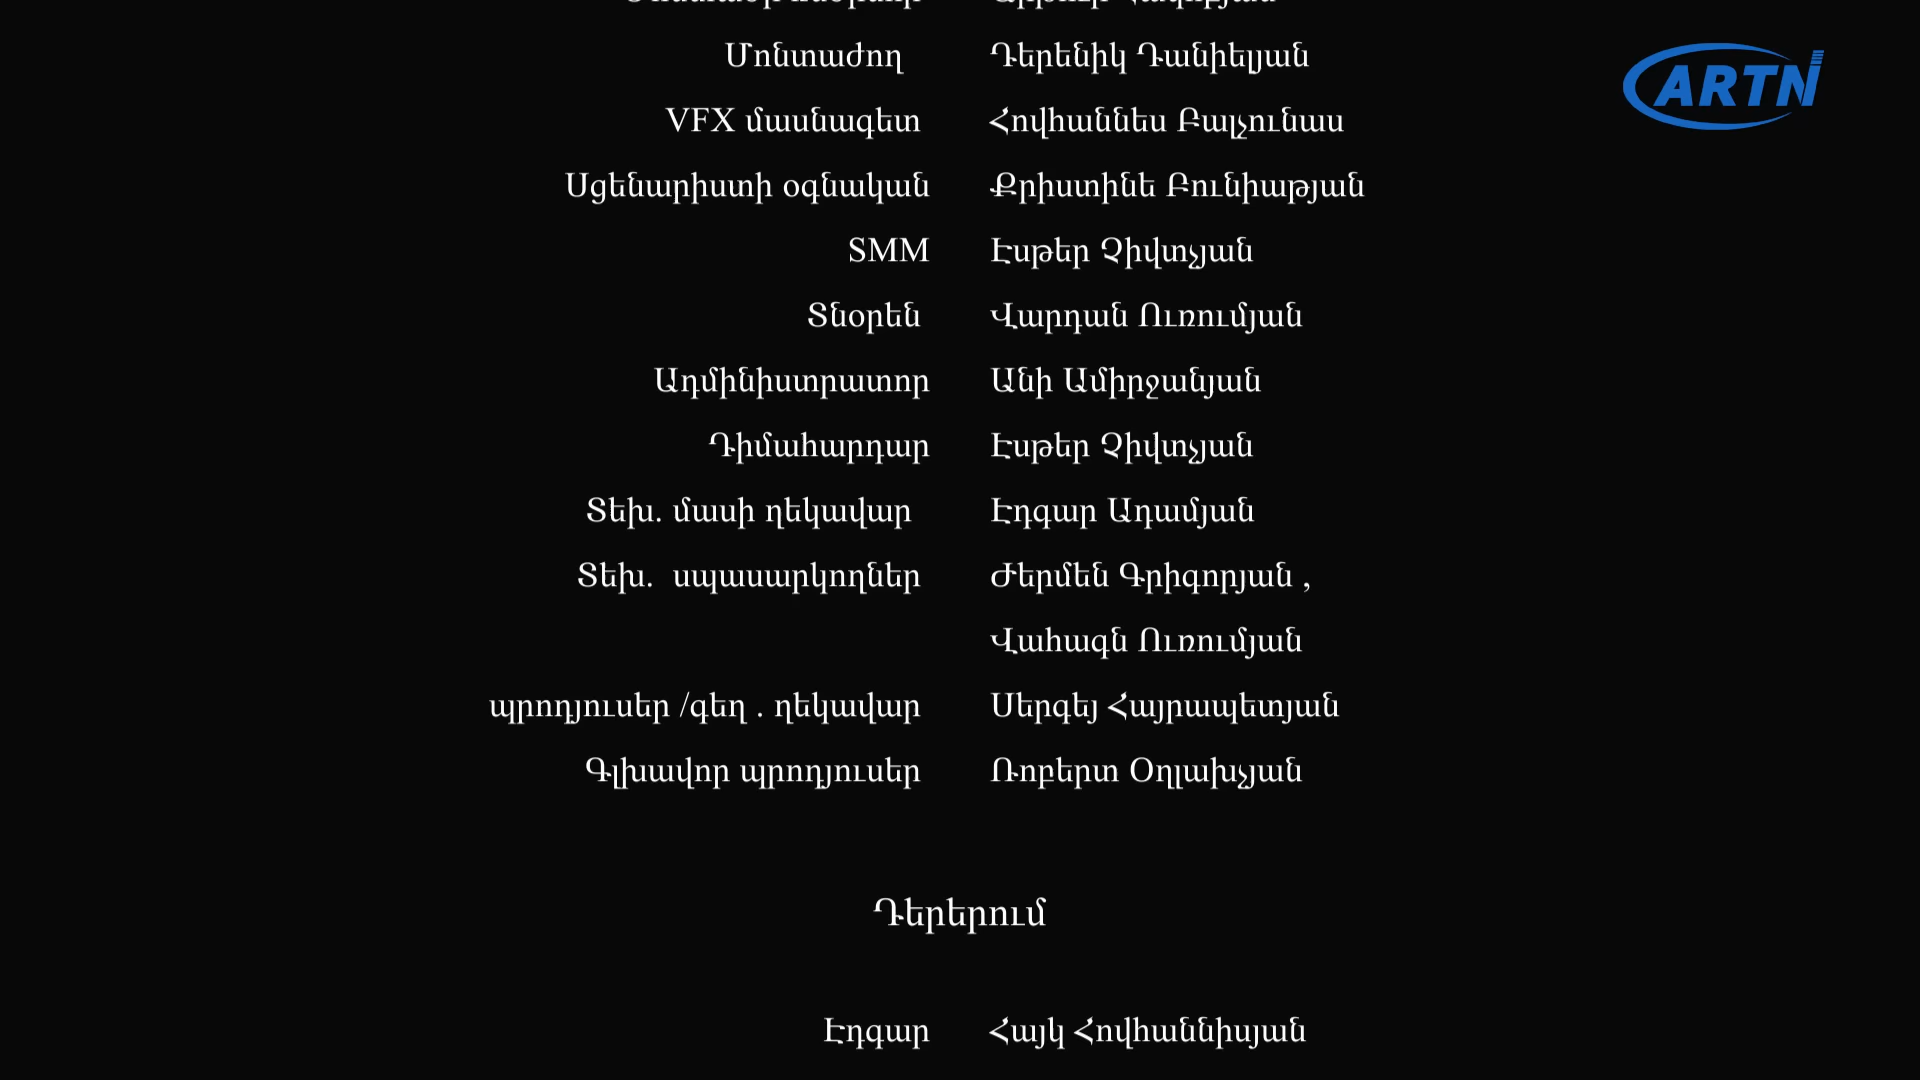 Մոնտաժող Դերենիկ Դանիելյան
ARTN
VFX մասնագետ Հովհաննես Բալչունաս
Սցենարիստի օգնական Քրիստինե Բունիաթյան
SMM Էսթեր Չիվտչյան
Տնօրեն Վարդան Ուռումյան
Ադմինիստրատոր Անի Ամիրջանյան
Դիմահարդար Էսթեր Չիվտչյան
Տեխ. մասի ղեկավար Էդգար Ադամյան
Տեխ. սպասարկողներ Ժերմեն Գրիգորյան ,
Վահագն Ուռումյան
պրոդյուսեր /գեղ . ղեկավար Սերգեյ Հայրապետյան
Գլխավոր պրոդյուսեր Ռոբերտ Օղլախչյան
Դերերում
Էդգար Հայկ Հովհաննիսյան